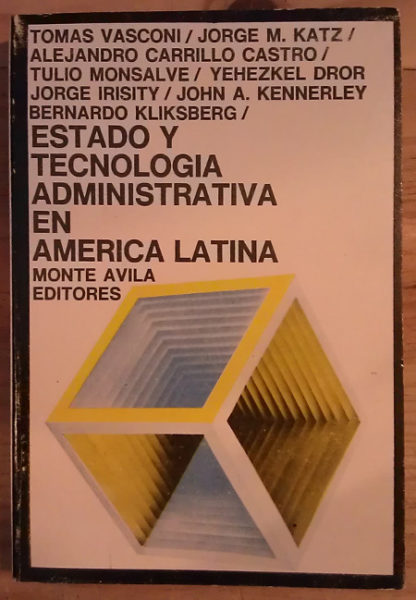 TOMAS VASCONI / JORGE M. KATZ /
ALEJANDRO CARRILLO CASTRO /
TULIO MONSALVE / YEHEZKEL DROR
JORGE IRISITY / JOHN A. KENNERLEY
BERNARDO KLIKSBERG /
ESTADO Y
TECNOLOGIA
ADMINISTRATIVA
EN
AMERICA LATINA
MONTE AVILA
EDITORES